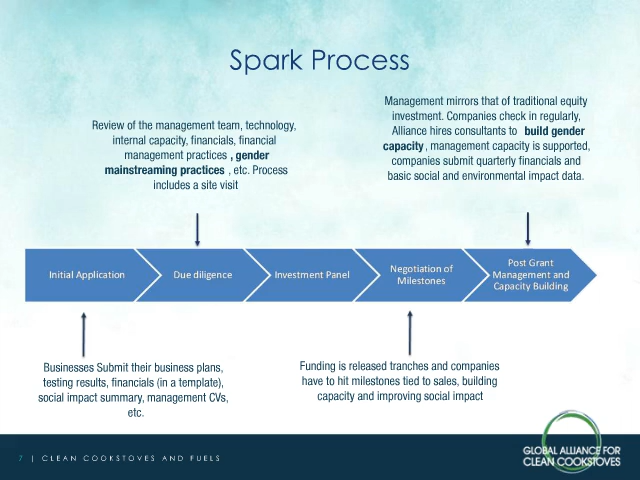 Spark Process
Management mirrors that of traditional equity
investment. Companies check in regularly,
Alliance hires consultants to build gender
capacity, management capacity is supported,
companies submit quarterly financials and
basic social and environmental impact data.
Review of the management team, technology,
internal capacity, financials, financial
management practices , gender
mainstreaming practices , etc. Process
includes a site visit
Initial Application
Due diligence
Investment Panel
Negotiation of
Milestones
Post Grant
Management and
Capacity Building
Businesses Submit their business plans,
testing results, financials (in a template),
social impact summary, management CVs,
etc.
Funding is released tranches and companies
have to hit milestones tied to sales, building
capacity and improving social impact
7 | CLEAN COOKSTOVES AND FUELS
GLOBAL ALLIANCE FOR
CLEAN COOKSTOVES